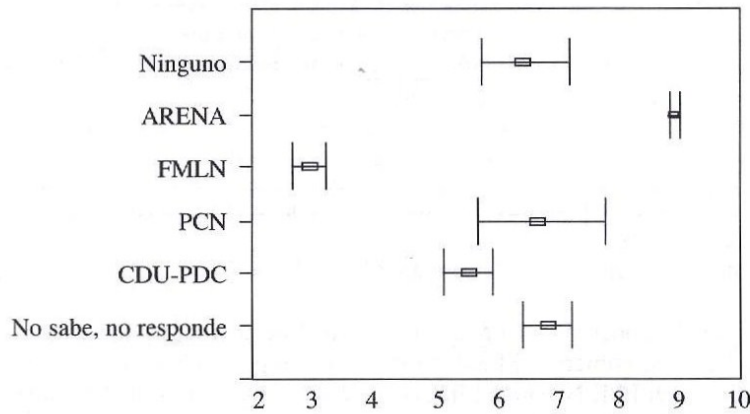 Ninguno
ARENA
FMLN
PCN
CDU-PDC
No sabe, no responde
2 3 4 5 6 7 8 9 10